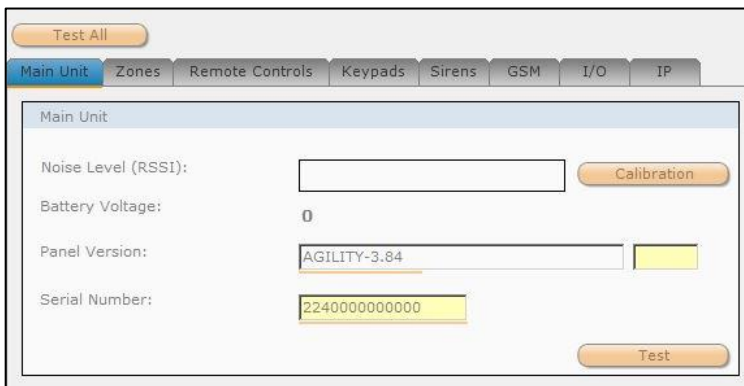 Test All
Main Unit Zones Remote Controls Keypads Sirens GSM I/O IP
Main Unit
Noise Level (RSSI): Calibration
Battery Voltage: 0
Panel Version: AGILITY-3.84
Serial Number: 2240000000000
Test